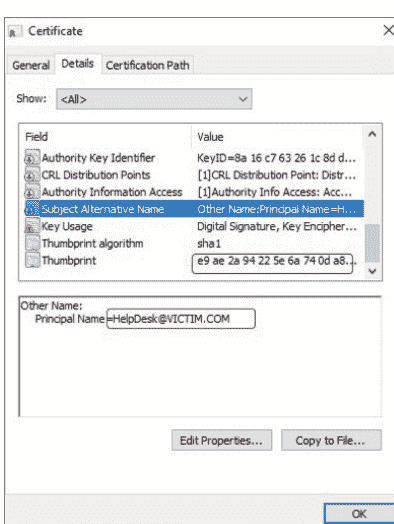 Certificate
General Details Certification Path
Show: <All>
Field Value
Authority Key Identifier KeyID=8a 16 c7 63 26 1c 8d d...
CRL Distribution Points [1]CRL Distribution Point: Distr...
Authority Information Access [1]Authority Info Access: Acc...
Subject Alternative Name Other Name:Principal Name=H...
Key Usage Digital Signature, Key Encipher...
Thumbprint algorithm sha1
Thumbprint e9 ae 2a 94 22 5e 6a 74 0d a8...
Other Name:
Principal Name=HelpDesk@VICTIM.COM
Edit Properties... Copy to File...
OK